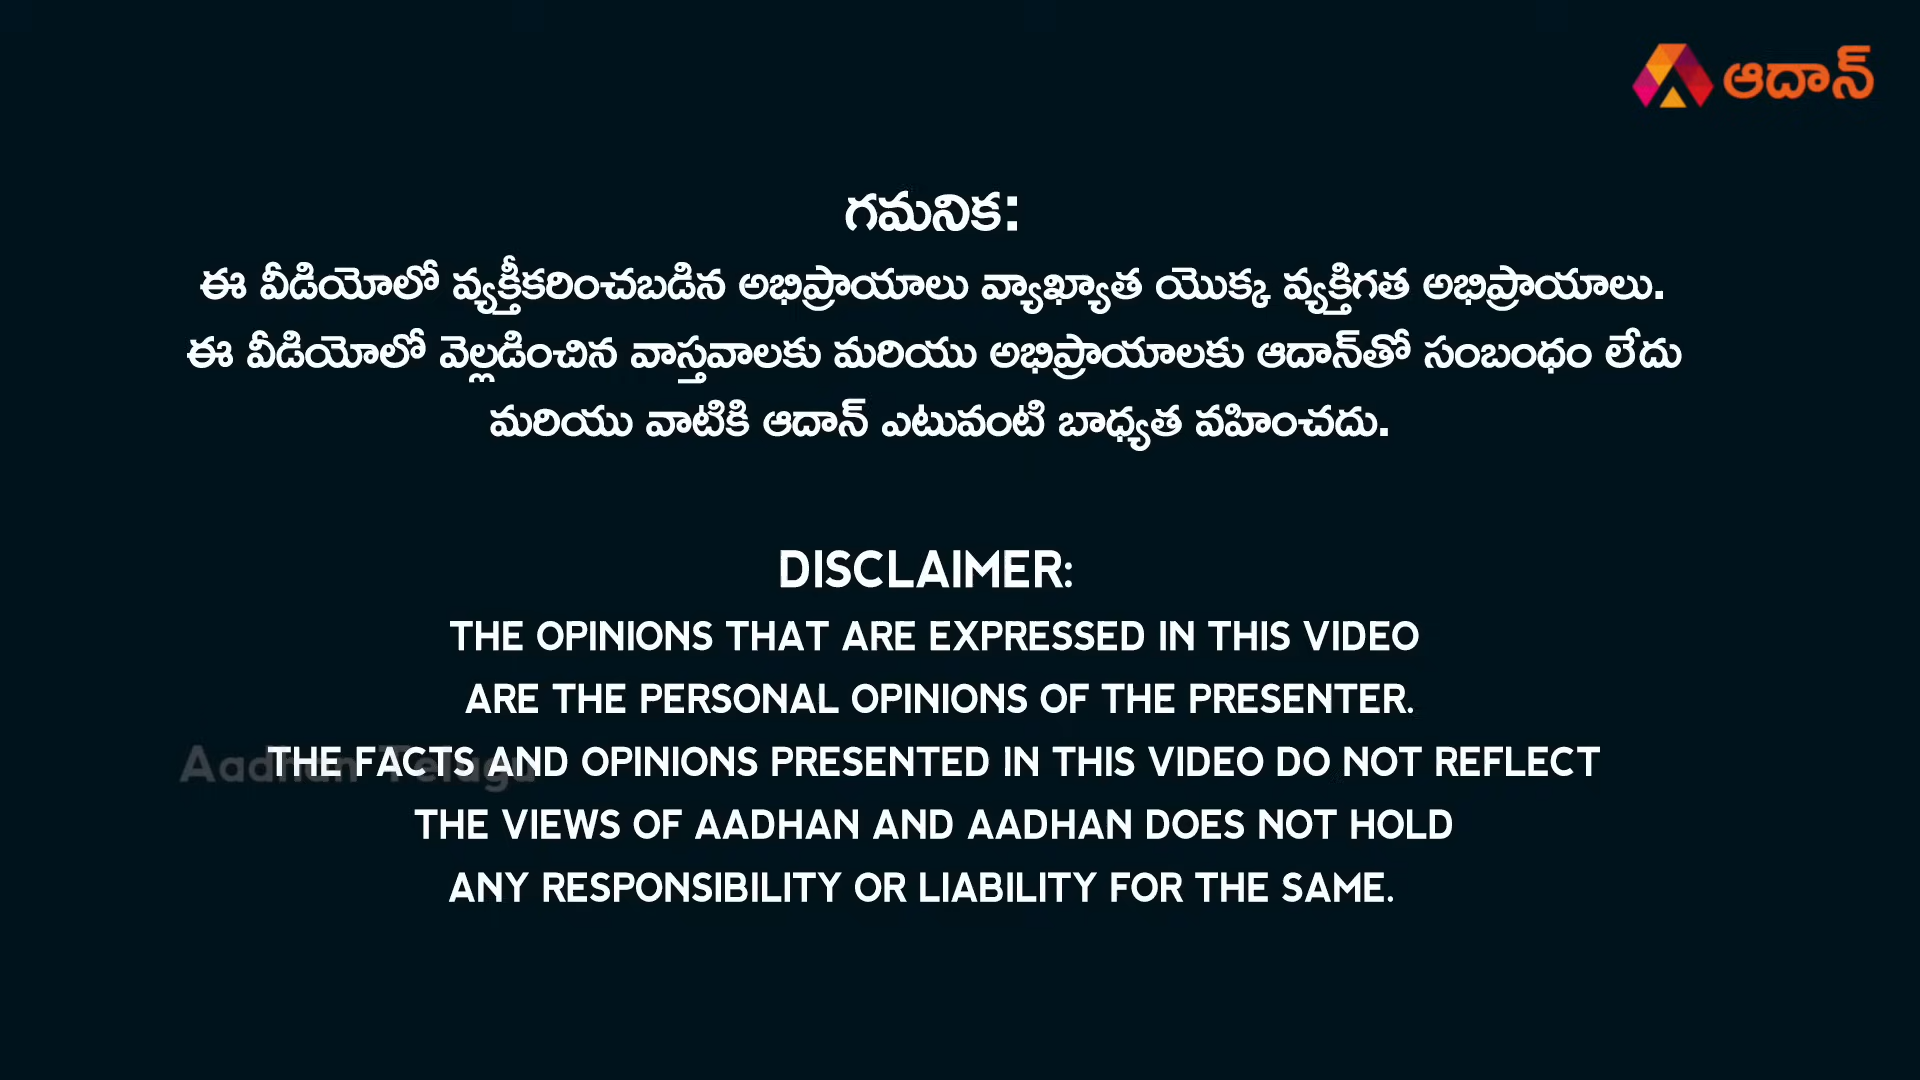 ఆదాన్
గమనిక:
ఈ వీడియోలో వ్యక్తీకరించబడిన అభిప్రాయాలు వ్యాఖ్యాత యొక్క వ్యక్తిగత అభిప్రాయాలు.
ఈ వీడియోలో వెల్లడించిన వాస్తవాలకు మరియు అభిప్రాయాలకు ఆదాన్‌తో సంబంధం లేదు
మరియు వాటికి ఆదాన్ ఎటువంటి బాధ్యత వహించదు.
DISCLAIMER:
THE OPINIONS THAT ARE EXPRESSED IN THIS VIDEO
ARE THE PERSONAL OPINIONS OF THE PRESENTER.
THE FACTS AND OPINIONS PRESENTED IN THIS VIDEO DO NOT REFLECT
Aadhan Telugu
THE VIEWS OF AADHAN AND AADHAN DOES NOT HOLD
ANY RESPONSIBILITY OR LIABILITY FOR THE SAME.